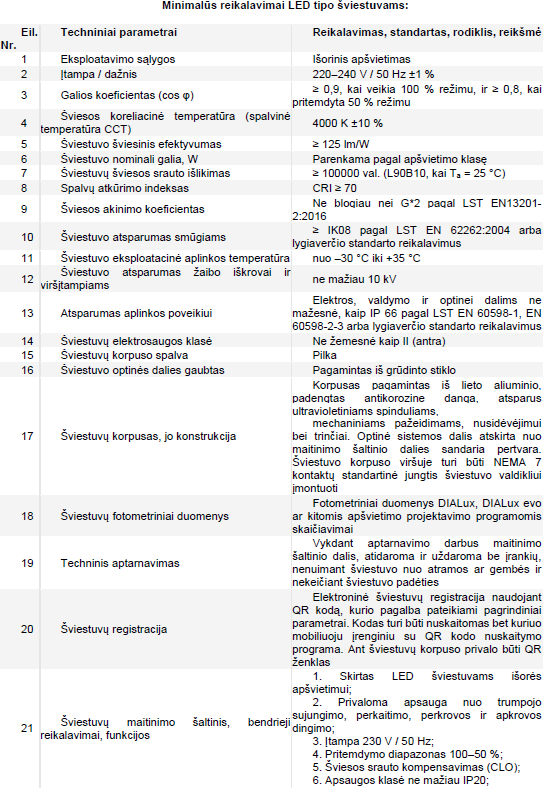 Minimalūs reikalavimai LED tipo šviestuvams:
Eil. Nr. Techniniai parametrai Reikalavimas, standartas, rodiklis, reikšmė
1 Eksploatavimo sąlygos Išorinis apšvietimas
2 Įtampa / dažnis 220–240 V / 50 Hz ±1 %
3 Galios koeficientas (cos φ) ≥ 0,9, kai veikia 100 % režimu, ir ≥ 0,8, kai
pritemdyta 50 % režimu
4 Šviesos koreliacinė temperatūra (spalvinė
temperatūra CCT) 4000 K ±10 %
5 Šviestuvo šviesinis efektyvumas ≥ 125 lm/W
6 Šviestuvo nominali galia, W Parenkama pagal apšvietimo klasę
7 Šviestuvų šviesos srauto išlikimas ≥ 100000 val. (L90B10, kai Tₐ = 25 °C)
8 Spalvų atkūrimo indeksas CRI ≥ 70
9 Šviesos akinimo koeficientas Ne blogiau nei G*2 pagal LST EN13201-
2:2016
10 Šviestuvo atsparumas smūgiams ≥ IK08 pagal LST EN 62262:2004 arba
lygiaverčio standarto reikalavimus
11 Šviestuvo eksploatacinė aplinkos temperatūra nuo –30 °C iki +35 °C
12 Šviestuvo atsparumas žaibo iškrovai ir
viršįtampiams ne mažiau 10 kV
13 Atsparumas aplinkos poveikiui Elektros, valdymo ir optinei dalims ne
mažesnė, kaip IP 66 pagal LST EN 60598-1, EN
60598-2-3 arba lygiaverčio standarto reikalavimus
14 Šviestuvų elektrosaugos klasė Ne žemesnė kaip II (antra)
15 Šviestuvų korpuso spalva Pilka
16 Šviestuvo optinės dalies gaubtas Pagamintas iš grūdinto stiklo
17 Šviestuvų korpusas, jo konstrukcija Korpusas pagamintas iš lieto aliuminio,
padengtas antikorozine danga, atsparus
ultravioletiniams spinduliams,
mechaniniams pažeidimams, nusidėvėjimui
bei trinčiai. Optinė sistemos dalis atskirta nuo
maitinimo šaltinio dalies sandaria pertvara.
Šviestuvo korpuso viršuje turi būti NEMA 7
kontaktų standartinė jungtis šviestuvo valdikliui
įmontuoti
18 Šviestuvų fotometriniai duomenys Fotometriniai duomenys DIALux, DIALux evo
ar kitomis apšvietimo projektavimo programomis
skaičiavimai
19 Techninis aptarnavimas Vykdant aptarnavimo darbus maitinimo
šaltinio dalis, atidaroma ir uždaroma be įrankių,
nenuimant šviestuvo nuo atramos ar gembės ir
nekeičiant šviestuvo padėties
20 Šviestuvų registracija Elektroninė šviestuvų registracija naudojant
QR kodą, kurio pagalba pateikiami pagrindiniai
parametrai. Kodas turi būti nuskaitomas bet kuriuo
mobiliuoju įrenginiu su QR kodo nuskaitymo
programa. Ant šviestuvų korpuso privalo būti QR
ženklas
21 Šviestuvų maitinimo šaltinis, bendrieji
reikalavimai, funkcijos 1. Skirtas LED šviestuvams išorės
apšvietimui;
2. Privaloma apsauga nuo trumpojo
sujungimo, perkaitimo, perkrovos ir apkrovos
dingimo;
3. Įtampa 230 V / 50 Hz;
4. Pritemdymo diapazonas 100–50 %;
5. Šviesos srauto kompensavimas (CLO);
6. Apsaugos klasė ne mažiau IP20;